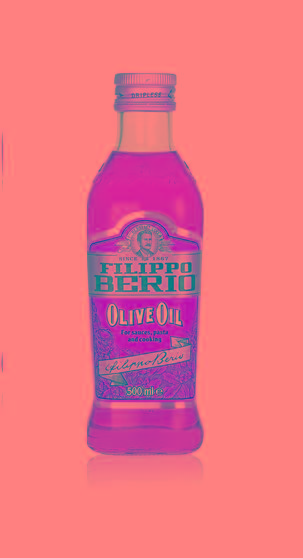 SINCE 1867
FILIPPO
BERIO
OLIVE OIL
For sauces, pasta
and cooking
Filippo Berio
500 ml e